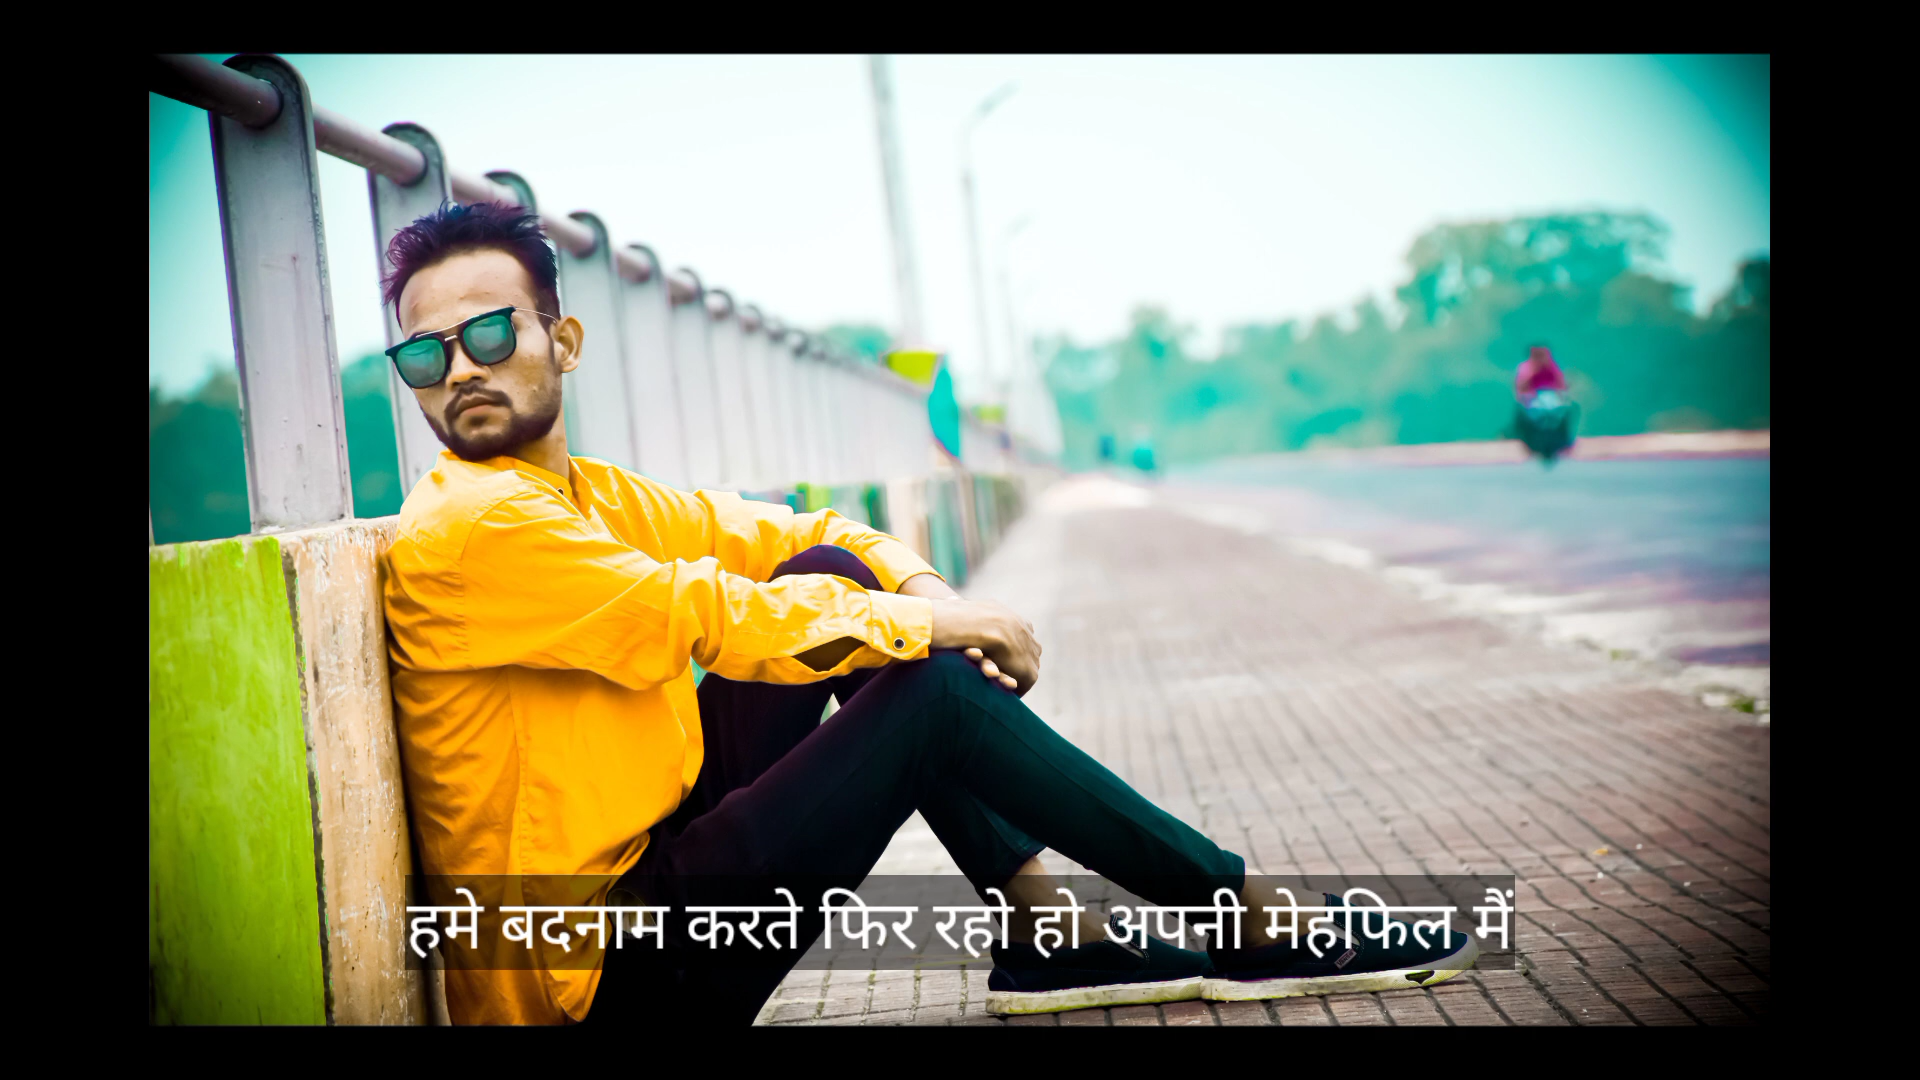 हमे बदनाम करते फिर रहो हो अपनी मेहफिल मैं